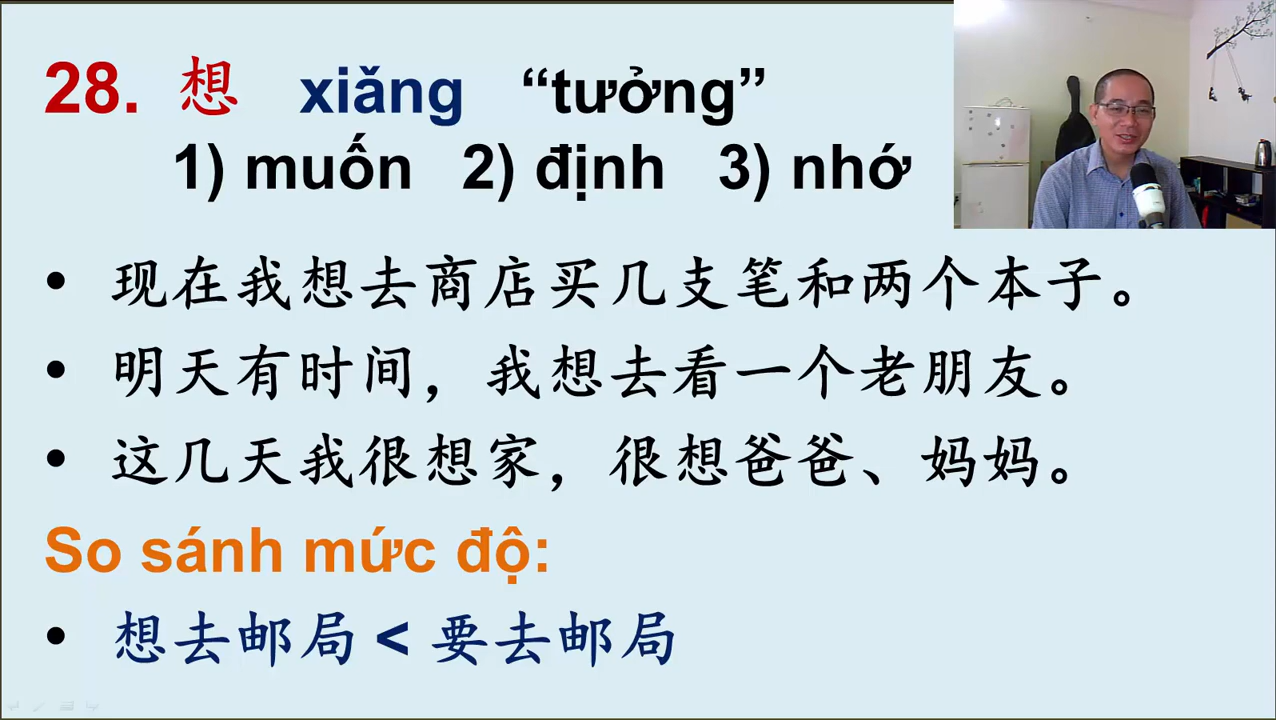 28. 想 xiǎng “tưởng”
1) muốn 2) định 3) nhớ
• 现在我想去商店买几支笔和两个本子。
• 明天有时间，我想去看一个老朋友。
• 这几天我很想家，很想爸爸、妈妈。
So sánh mức độ:
• 想去邮局 < 要去邮局